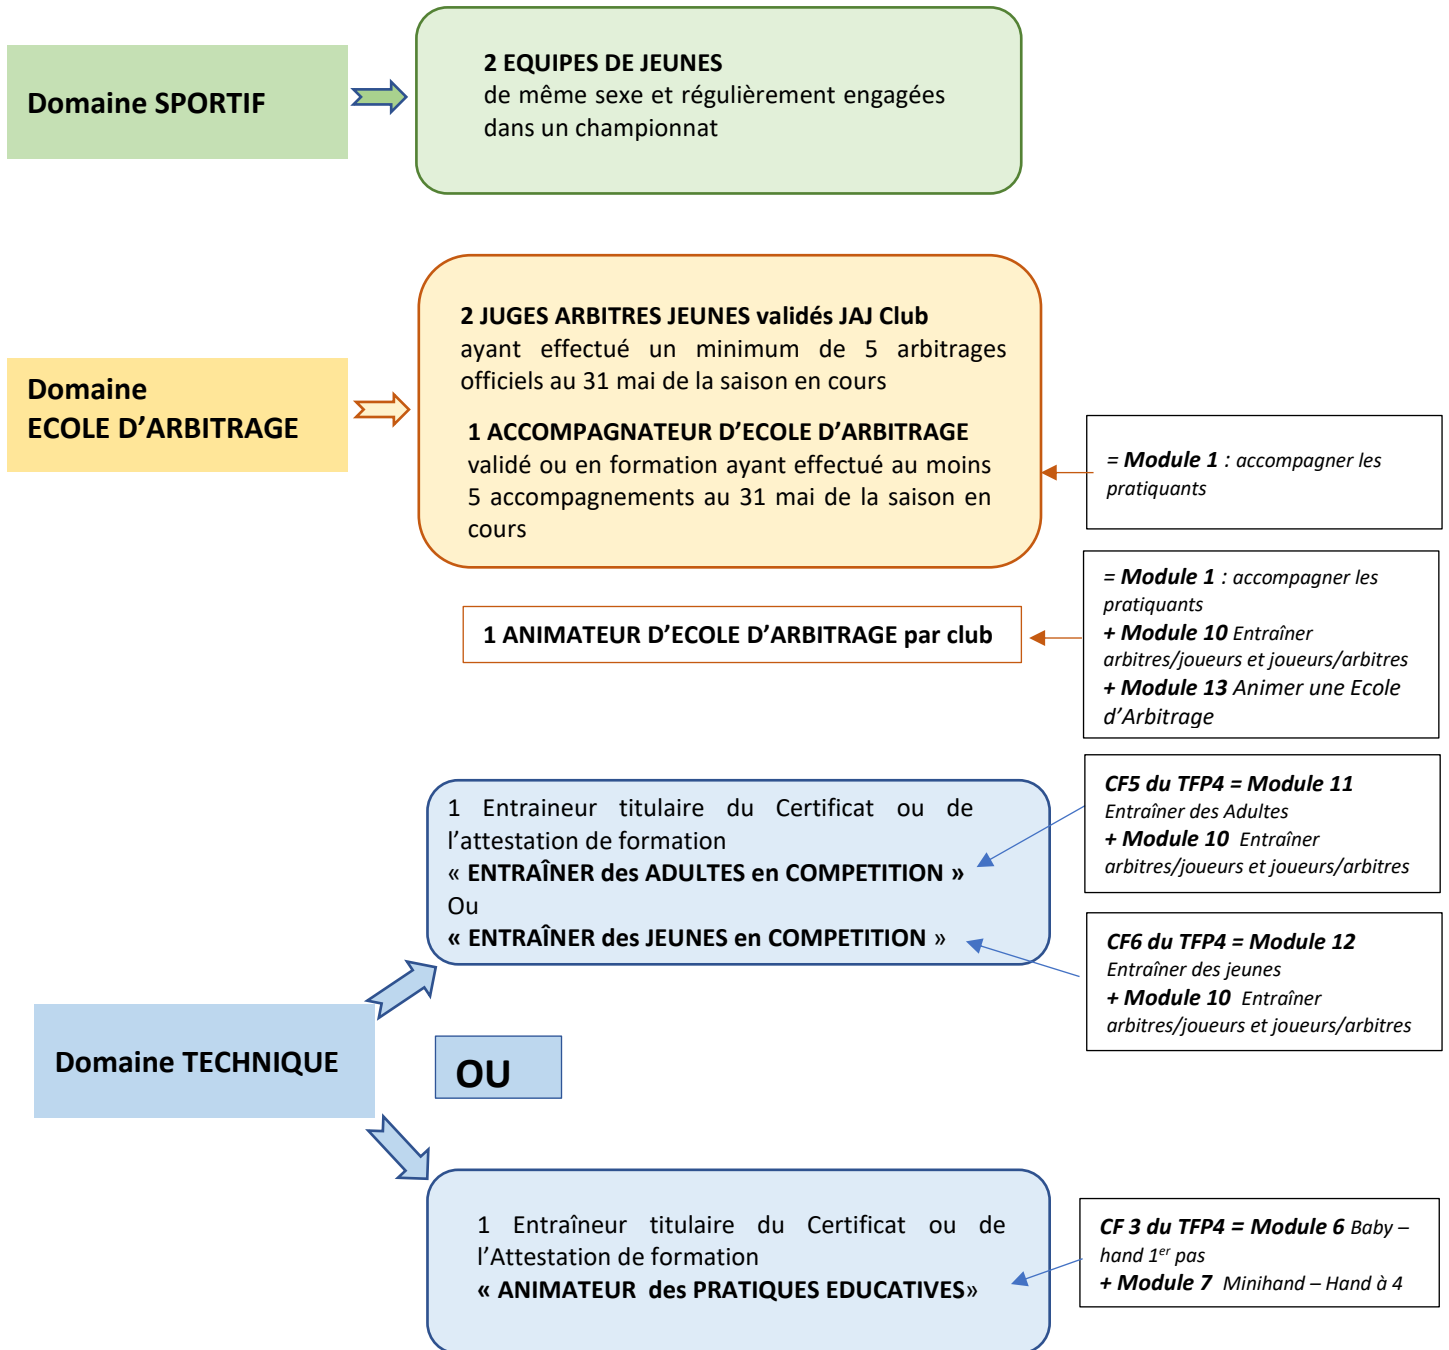 Domaine SPORTIF
2 EQUIPES DE JEUNES
de même sexe et régulièrement engagées
dans un championnat
Domaine
ECOLE D’ARBITRAGE
2 JUGES ARBITRES JEUNES validés JAJ Club
ayant effectué un minimum de 5 arbitrages
officiels au 31 mai de la saison en cours
1 ACCOMPAGNATEUR D’ECOLE D’ARBITRAGE
validé ou en formation ayant effectué au moins
5 accompagnements au 31 mai de la saison en
cours
= Module 1 : accompagner les
pratiquants
1 ANIMATEUR D’ECOLE D’ARBITRAGE par club
= Module 1 : accompagner les
pratiquants
+ Module 10 Entraîner
arbitres/joueurs et joueurs/arbitres
+ Module 13 Animer une Ecole
d’Arbitrage
Domaine TECHNIQUE
1 Entraineur titulaire du Certificat ou de
l’attestation de formation
« ENTRAÎNER des ADULTES en COMPETITION »
Ou
« ENTRAÎNER des JEUNES en COMPETITION »
CF5 du TFP4 = Module 11
Entraîner des Adultes
+ Module 10 Entraîner
arbitres/joueurs et joueurs/arbitres
CF6 du TFP4 = Module 12
Entraîner des jeunes
+ Module 10 Entraîner
arbitres/joueurs et joueurs/arbitres
OU
1 Entraîneur titulaire du Certificat ou de
l’Attestation de formation
« ANIMATEUR des PRATIQUES EDUCATIVES»
CF 3 du TFP4 = Module 6 Baby –
hand 1er pas
+ Module 7 Minihand – Hand à 4